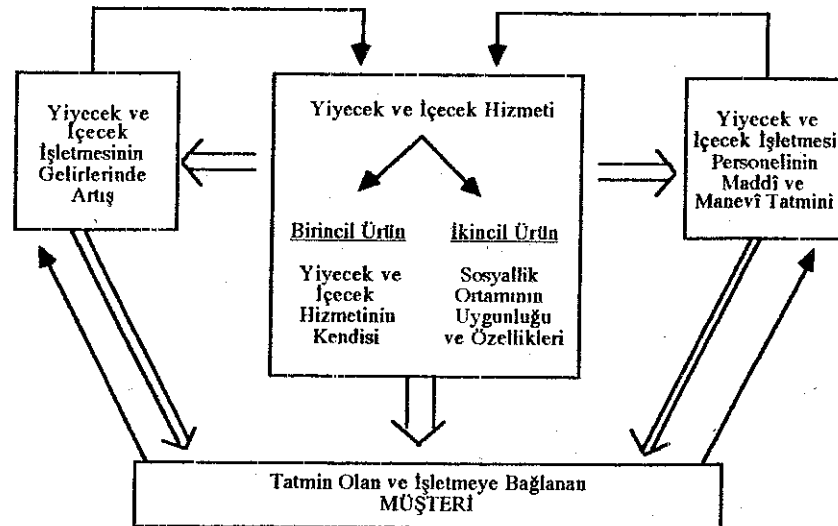 Yiyecek ve
İçecek
İşletmesinin
Gelirlerinde
Artış
Yiyecek ve İçecek Hizmeti
Birincil Ürün
Yiyecek ve
İçecek
Hizmetinin
Kendisi
İkincil Ürün
Sosyallik
Ortamının
Uygunluğu
ve Özellikleri
Yiyecek ve
İçecek İşletmesi
Personelinin
Maddî ve
Manevî Tatmini
Tatmin Olan ve İşletmeye Bağlanan
MÜŞTERİ